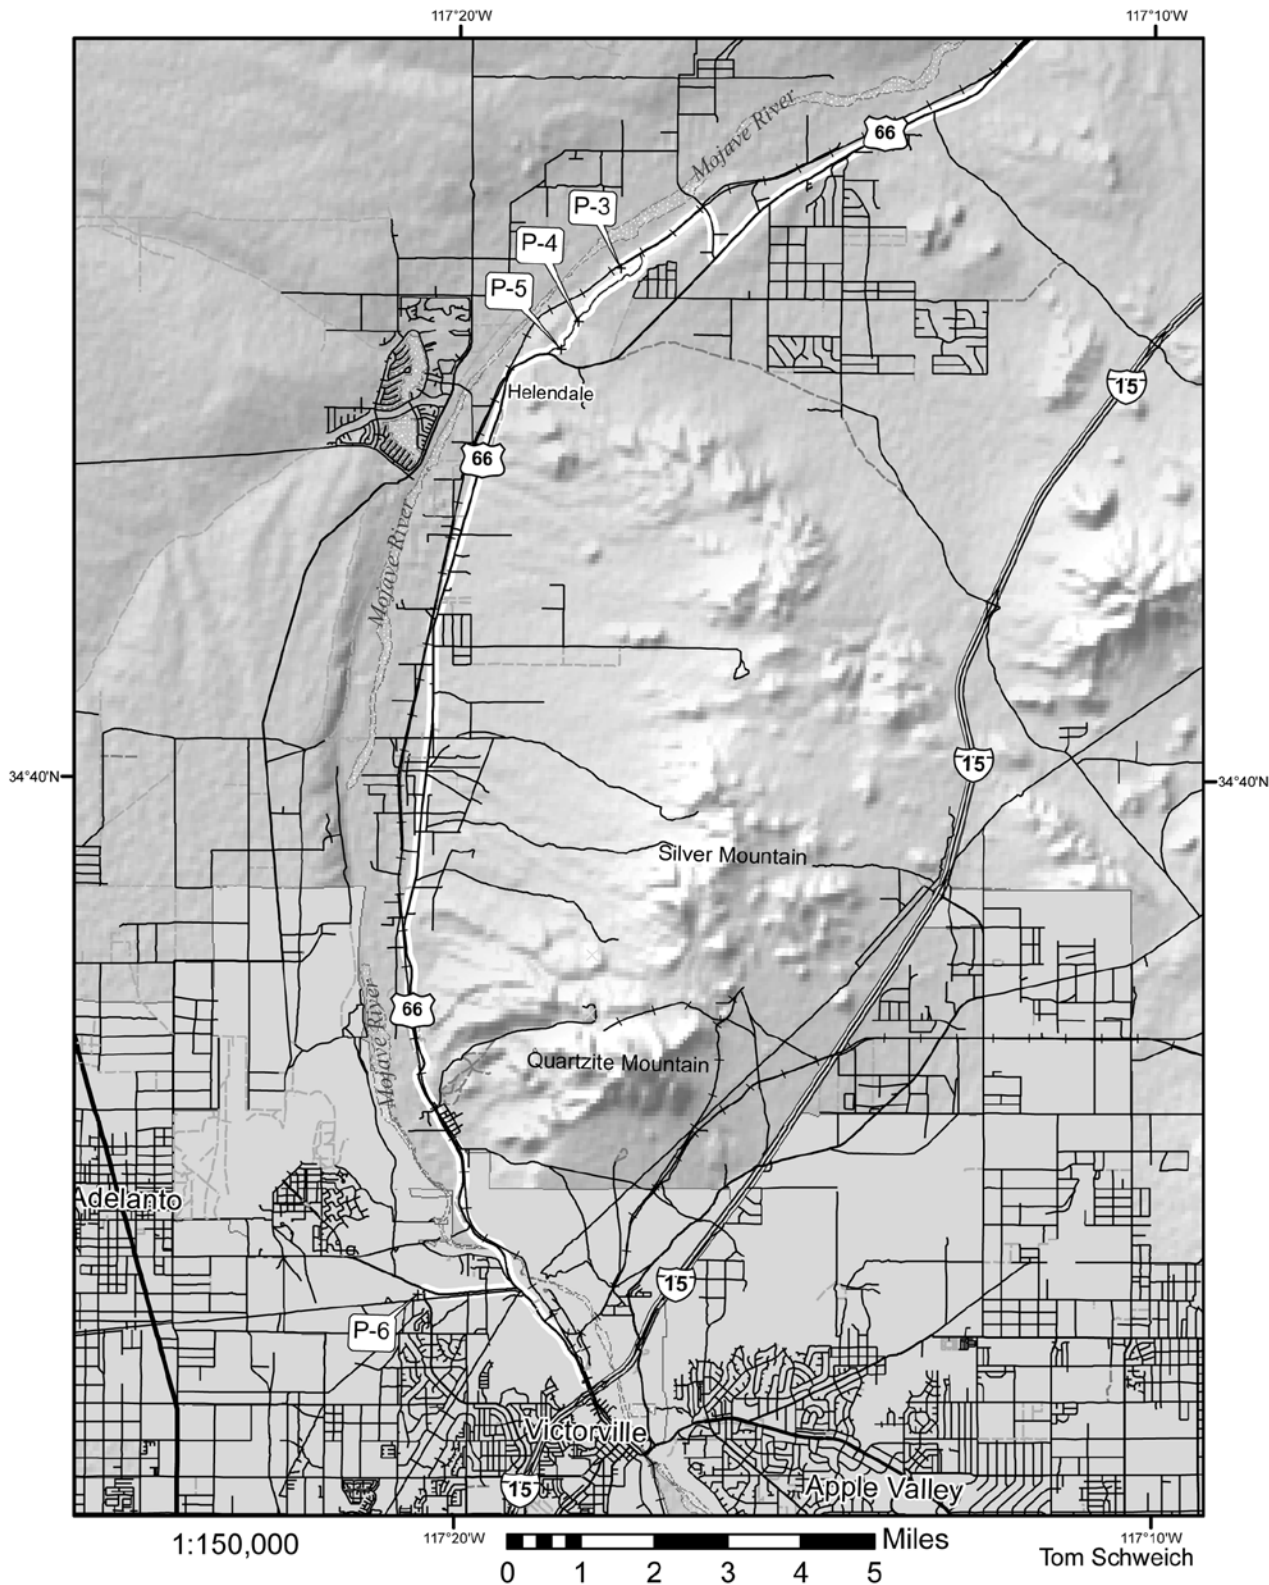 117°20'W
117°10'W
Mojave River
66
P-3
P-4
P-5
15
Helendale
66
Mojave River
15
34°40'N
34°40'N
Silver Mountain
66
Mojave River
Quartzite Mountain
Adelanto
15
P-6
Victorville
15
Apple Valley
1:150,000
117°20'W
Miles
117°10'W
0 1 2 3 4 5
Tom Schweich